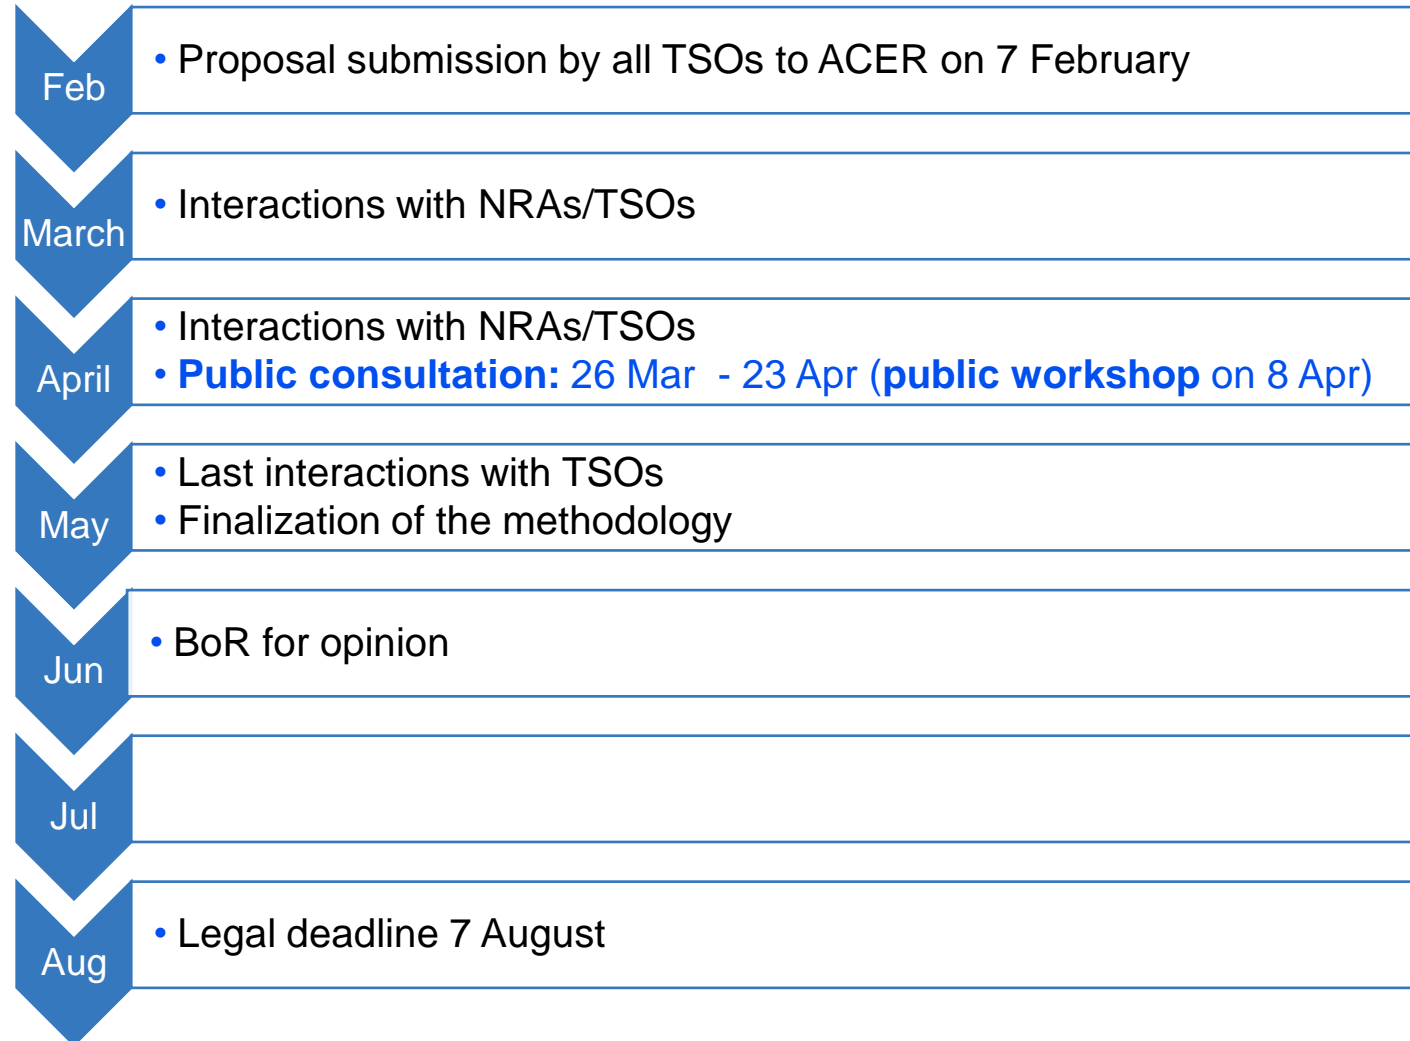 Feb
• Proposal submission by all TSOs to ACER on 7 February
March
• Interactions with NRAs/TSOs
April
• Interactions with NRAs/TSOs
• Public consultation: 26 Mar - 23 Apr (public workshop on 8 Apr)
May
• Last interactions with TSOs
• Finalization of the methodology
Jun
• BoR for opinion
Jul
Aug
• Legal deadline 7 August